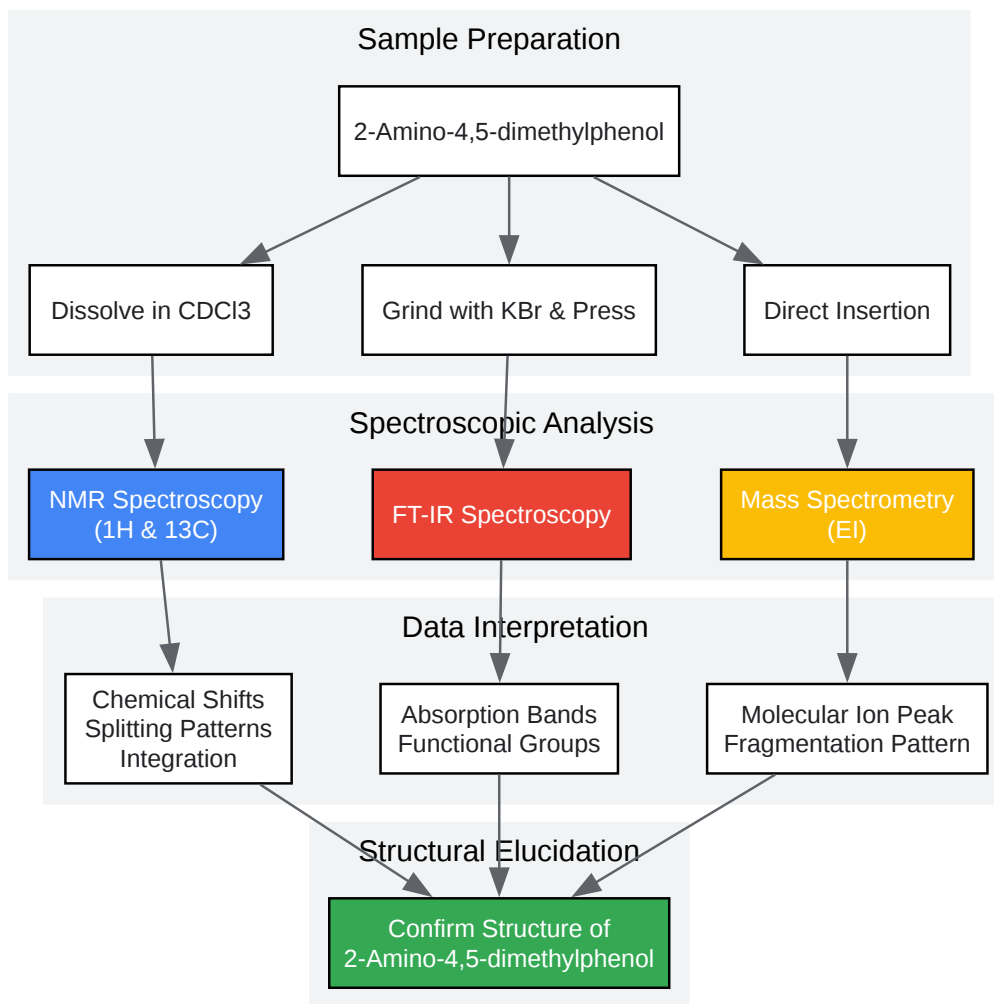 Sample Preparation
2-Amino-4,5-dimethylphenol
Dissolve in CDCl3
Grind with KBr & Press
Direct Insertion
Spectroscopic Analysis
NMR Spectroscopy
(1H & 13C)
FT-IR Spectroscopy
Mass Spectrometry
(EI)
Data Interpretation
Chemical Shifts
Splitting Patterns
Integration
Absorption Bands
Functional Groups
Molecular Ion Peak
Fragmentation Pattern
Structural Elucidation
Confirm Structure of
2-Amino-4,5-dimethylphenol